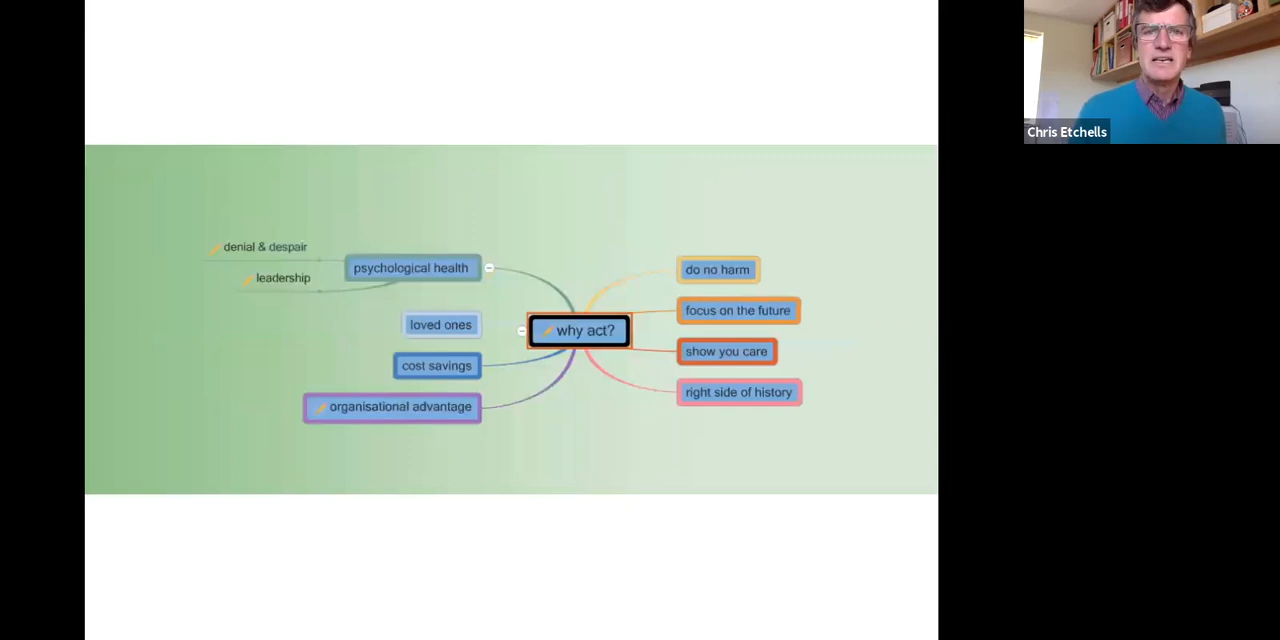 Chris Etchells
denial & despair
leadership
psychological health
loved ones
cost savings
organisational advantage
why act?
do no harm
focus on the future
show you care
right side of history